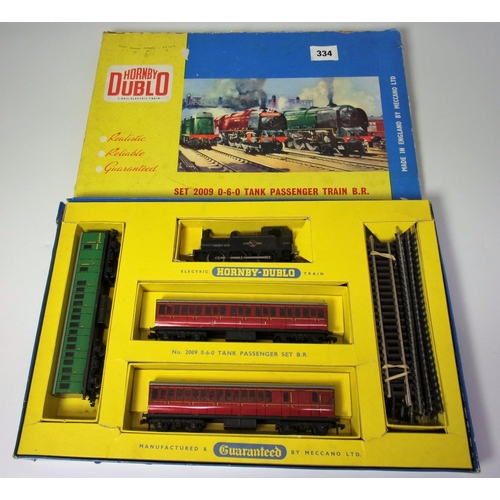 334
HORNBY
DUBLO
Realistic
Reliable
Guaranteed
MADE IN ENGLAND BY MECCANO LTD
SET 2009 0-6-0 TANK PASSENGER TRAIN B.R.
ELECTRIC HORNBY-DUBLO TRAIN
No. 2009 0-6-0 TANK PASSENGER SET B.R.
MANUFACTURED & Guaranteed BY MECCANO LTD.